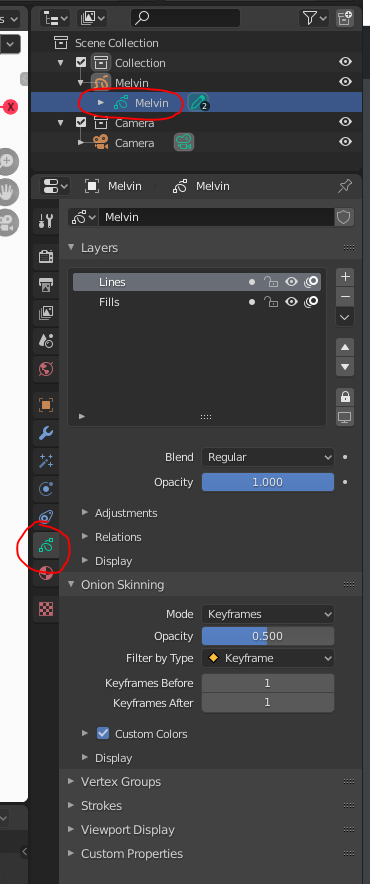 s
Scene Collection
Collection
Melvin
Melvin
2
Camera
Camera
X
Melvin
Melvin
Melvin
Layers
Lines
Fills
Blend
Regular
Opacity
1.000
Adjustments
Relations
Display
Onion Skinning
Mode
Keyframes
Opacity
0.500
Filter by Type
Keyframe
Keyframes Before
1
Keyframes After
1
Custom Colors
Display
Vertex Groups
Strokes
Viewport Display
Custom Properties